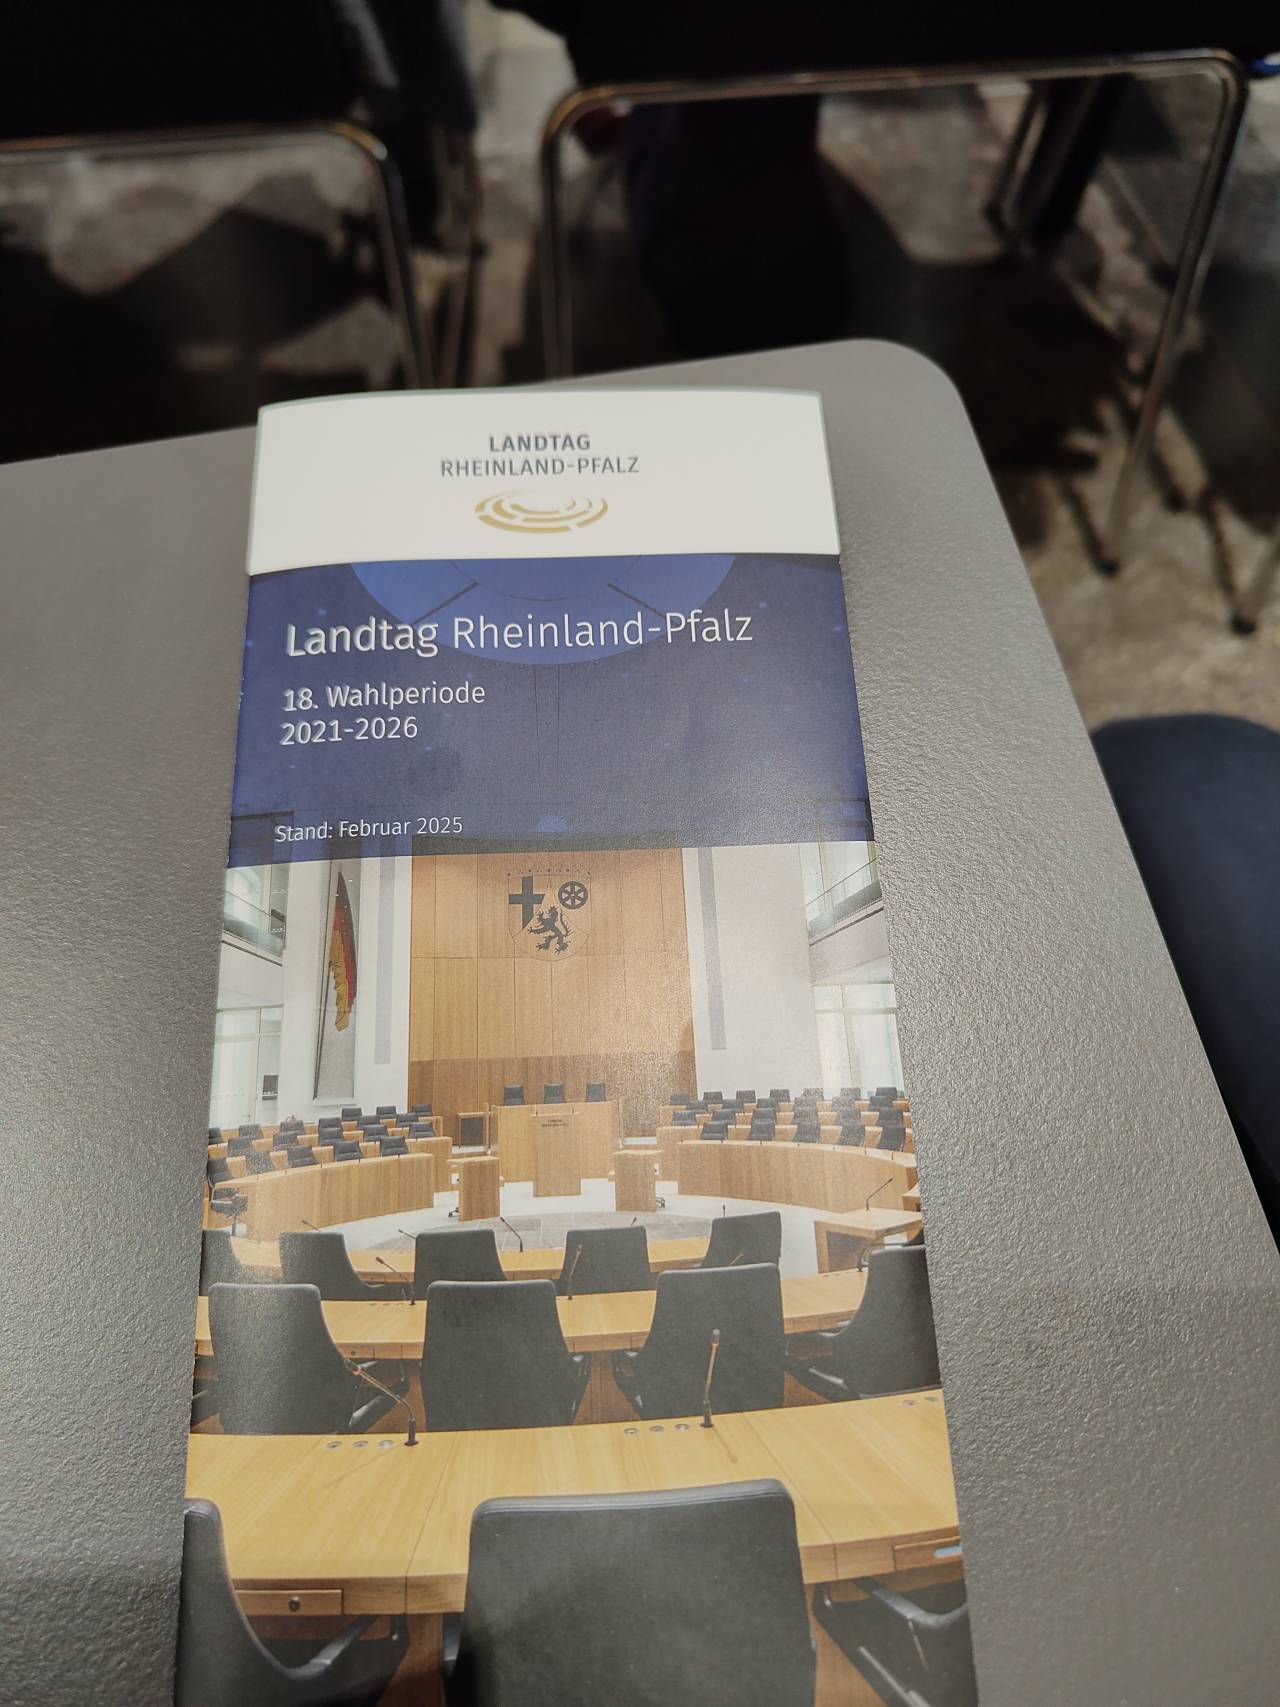 LANDTAG
RHEINLAND-PFALZ
Landtag Rheinland-Pfalz
18. Wahlperiode
2021-2026
Stand: Februar 2025